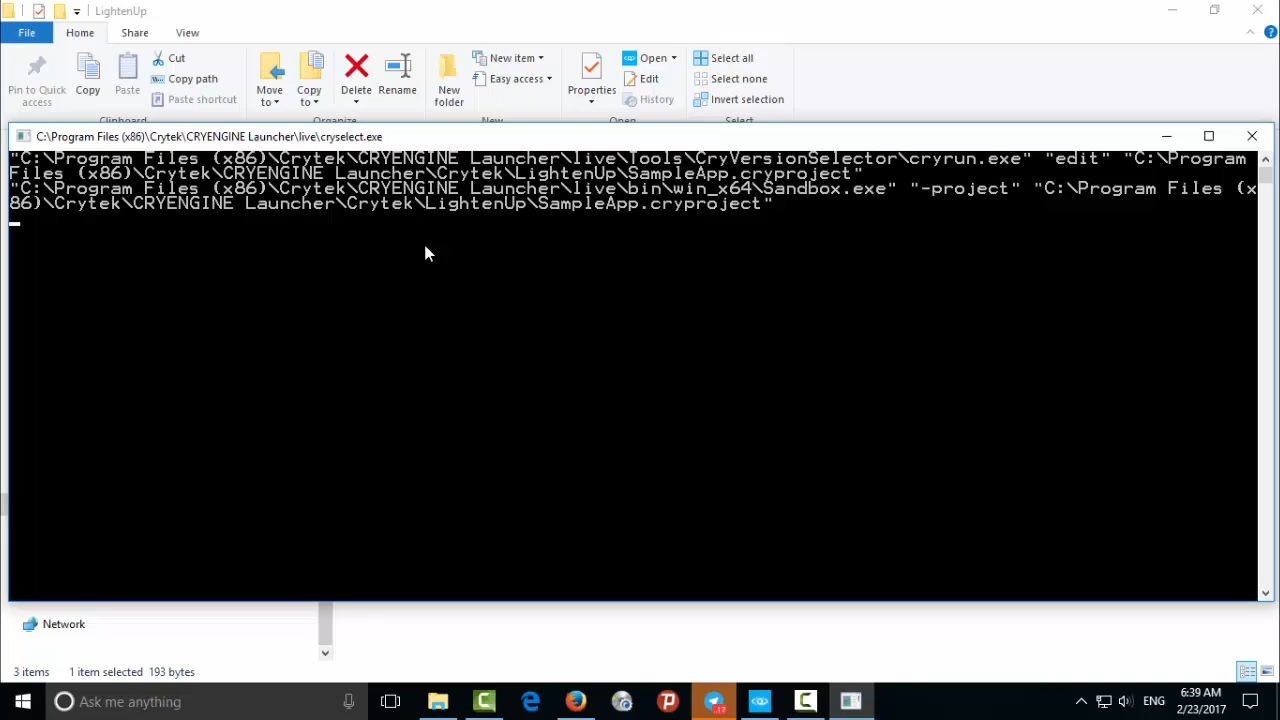 LightenUp
File Home Share View
Pin to Quick access
Copy
Paste
Cut
Copy path
Paste shortcut
Move to
Copy to
Delete
Rename
New folder
New item
Easy access
Properties
Open
Edit
History
Select all
Select none
Invert selection
Clipboard Organize New Open Select
C:\Program Files (x86)\Crytek\CRYENGINE Launcher\live\cryselect.exe
"C:\Program Files (x86)\Crytek\CRYENGINE Launcher\live\Tools\CryVersionSelector\cryrun.exe" "edit" "C:\Program
Files (x86)\Crytek\CRYENGINE Launcher\Crytek\LightenUp\SampleApp.cryproject"
"C:\Program Files (x86)\Crytek\CRYENGINE Launcher\live\bin\win_x64\Sandbox.exe" "-project" "C:\Program Files (x
86)\Crytek\CRYENGINE Launcher\Crytek\LightenUp\SampleApp.cryproject"
Network
3 items 1 item selected 193 bytes
Ask me anything
17
ENG
6:39 AM
2/23/2017